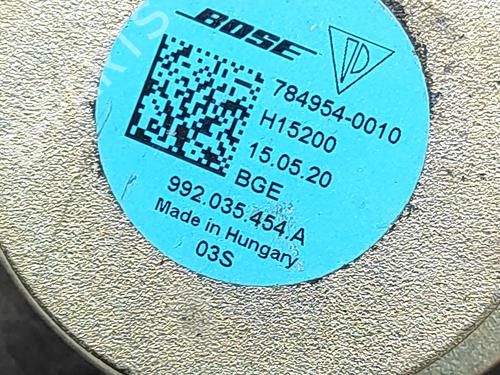 BOSE
784954-0010
H15200
15.05.20
BGE
992.035.454.A
Made in Hungary
03S